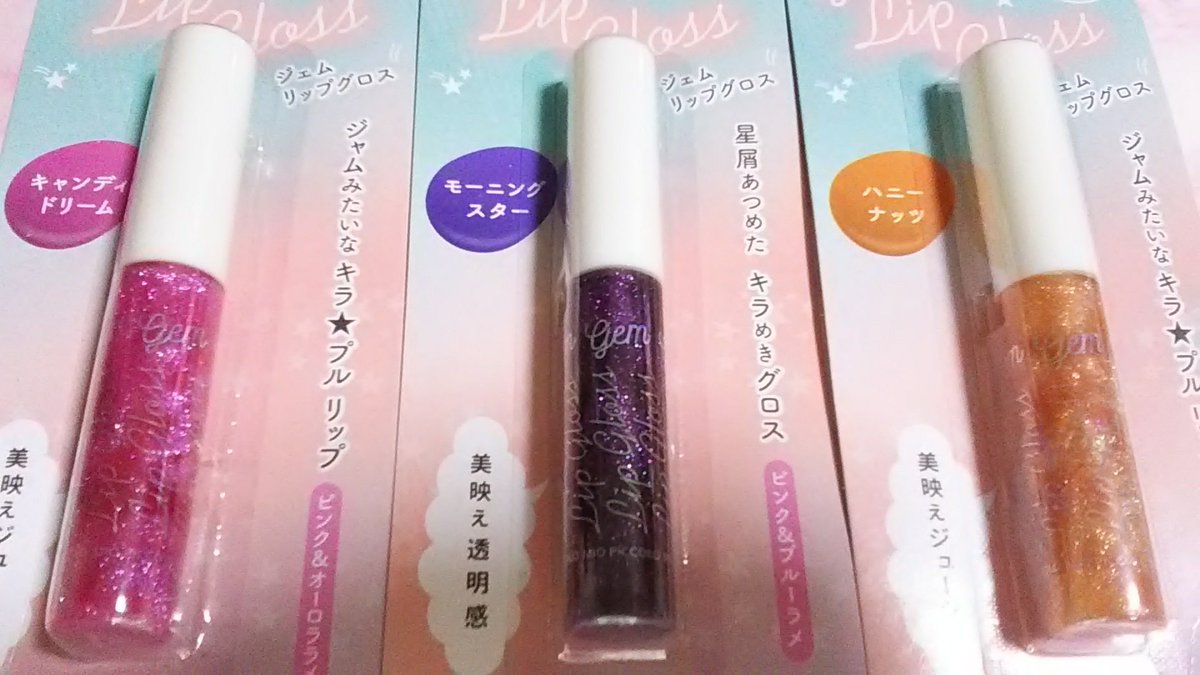 Lip Gloss
ジェム
リップグロス
キャンディ
ドリーム
ジャムみたいな キラ★プル リップ
Gem
Lip Gloss
美映えジュ
ピンク&オーロララメ
Lip Gloss
ジェム
リップグロス
モーニング
スター
星屑あつめた キラめきグロス
Gem
Lip Gloss
美映え透明感
ピンク&ブルーラメ
Lip Gloss
ェム
ップグロス
ハニー
ナッツ
ジャムみたいな キラ★プル
Gem
美映えジュー